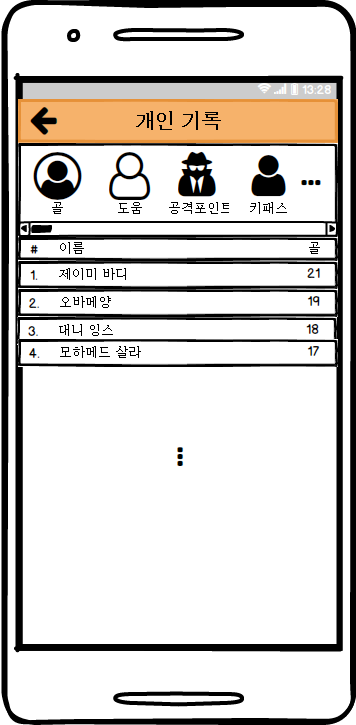 13:28
개인 기록
골 도움 공격포인트 키패스
# 이름 골
1. 제이미 바디 21
2. 오바메양 19
3. 대니 잉스 18
4. 모하메드 살라 17